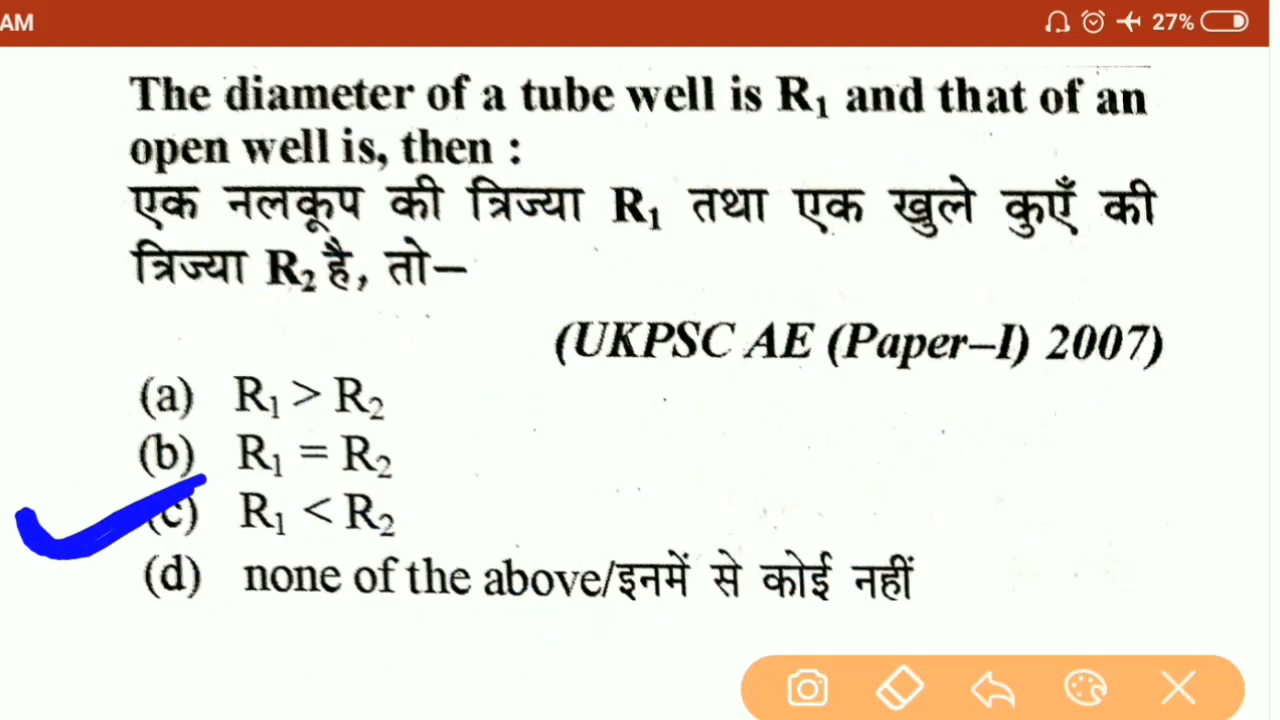 AM
27%
The diameter of a tube well is R₁ and that of an
open well is, then :
एक नलकूप की त्रिज्या R₁ तथा एक खुले कुएँ की
त्रिज्या R₂ है, तो–
(UKPSC AE (Paper–I) 2007)
(a) R₁ > R₂
(b) R₁ = R₂
(c) R₁ < R₂
(d) none of the above/इनमें से कोई नहीं